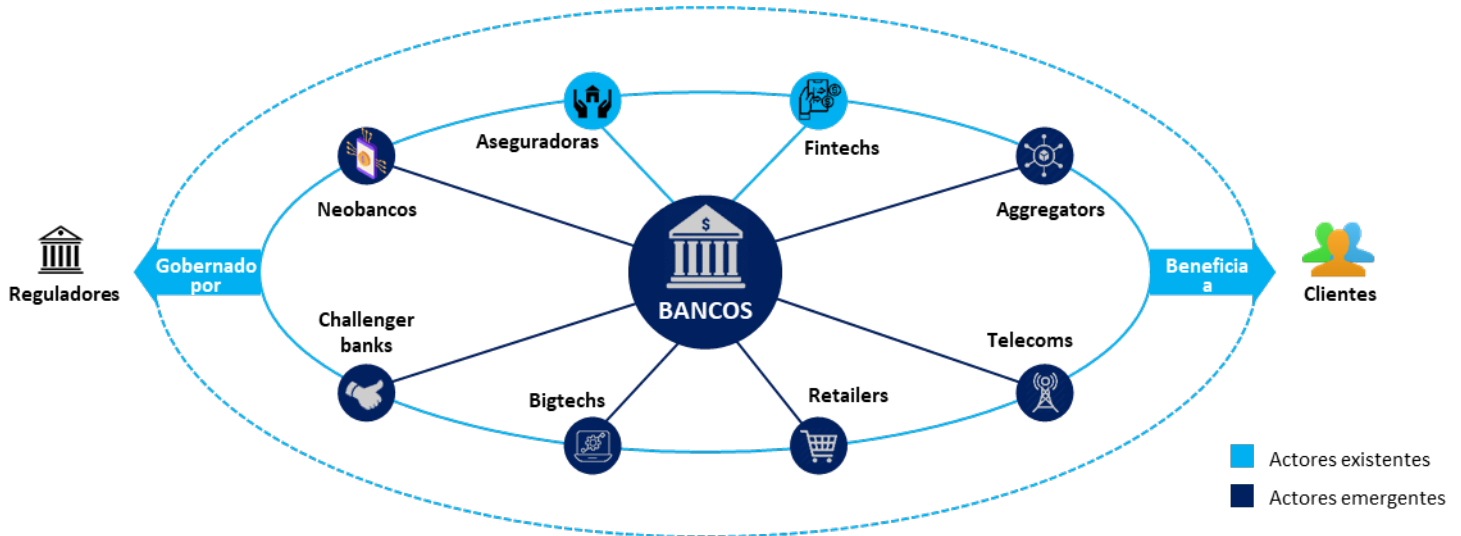 Aseguradoras
Fintechs
Neobancos
Aggregators
$
BANCOS
Gobernado
por
Reguladores
Beneficia
a
Clientes
Challenger
banks
Telecoms
Bigtechs
Retailers
Actores existentes
Actores emergentes